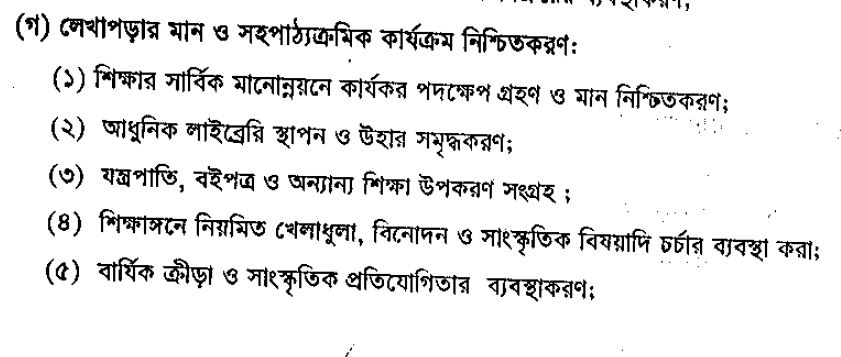 (গ) লেখাপড়ার মান ও সহপাঠ্যক্রমিক কার্যক্রম নিশ্চিতকরণ:
(১) শিক্ষার সার্বিক মানোন্নয়নে কার্যকর পদক্ষেপ গ্রহণ ও মান নিশ্চিতকরণ;
(২) আধুনিক লাইব্রেরি স্থাপন ও উহার সমৃদ্ধকরণ;
(৩) যন্ত্রপাতি, বইপত্র ও অন্যান্য শিক্ষা উপকরণ সংগ্রহ ;
(৪) শিক্ষাঙ্গনে নিয়মিত খেলাধুলা, বিনোদন ও সাংস্কৃতিক বিষয়াদি চর্চার ব্যবস্থা করা;
(৫) বার্ষিক ক্রীড়া ও সাংস্কৃতিক প্রতিযোগিতার ব্যবস্থাকরণ;